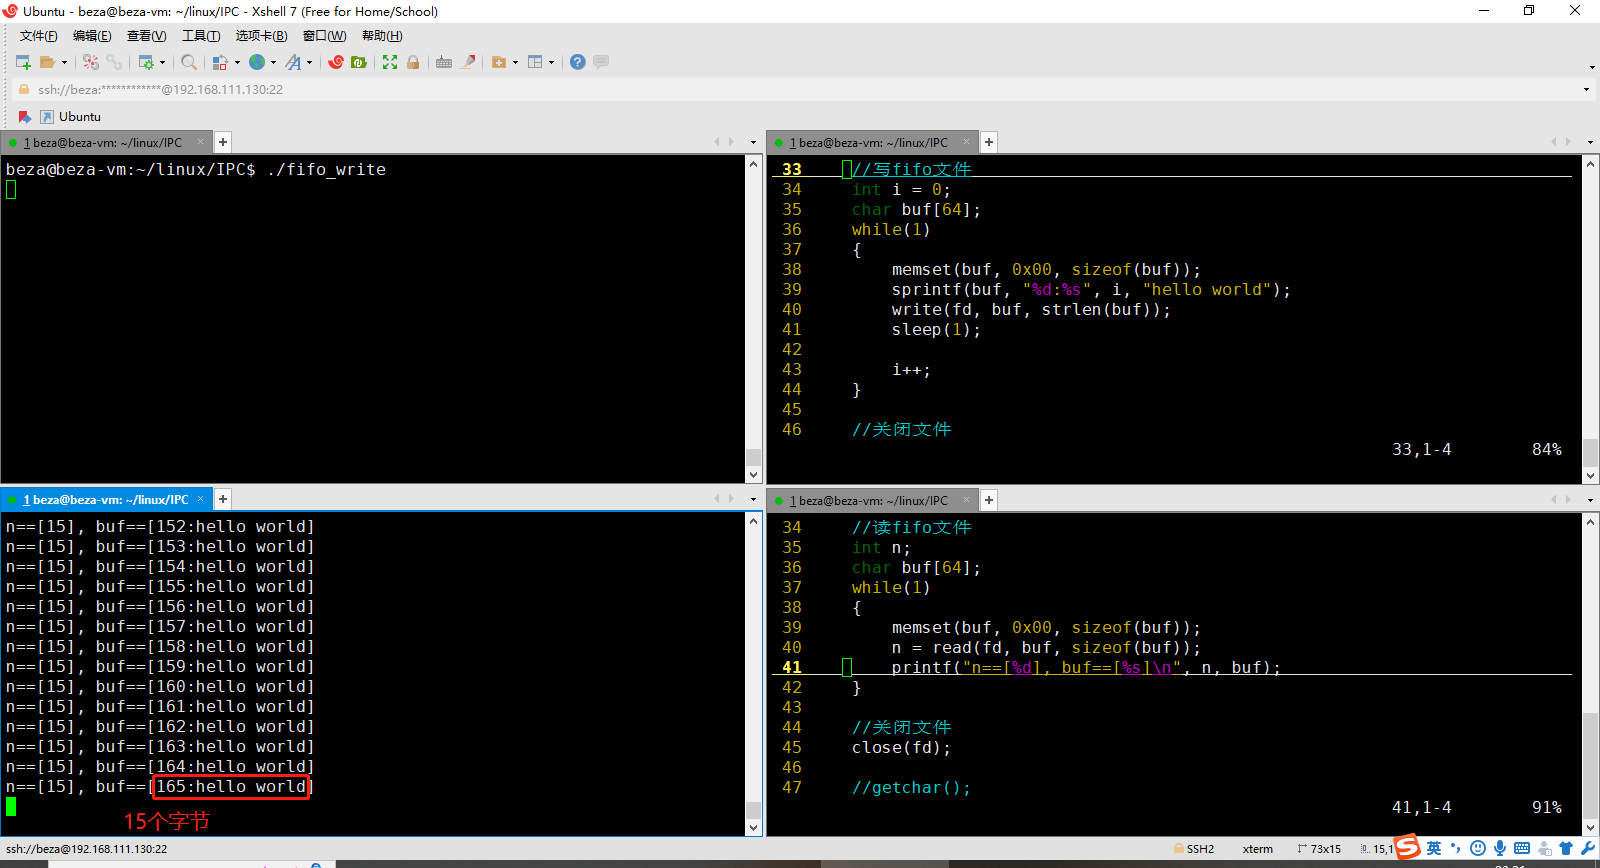 Ubuntu - beza@beza-vm: ~/linux/IPC - Xshell 7 (Free for Home/School)
文件(F) 编辑(E) 查看(V) 工具(T) 选项卡(B) 窗口(W) 帮助(H)
ssh://beza:************@192.168.111.130:22
Ubuntu
1 beza@beza-vm: ~/linux/IPC × +
beza@beza-vm:~/linux/IPC$ ./fifo_write
1 beza@beza-vm: ~/linux/IPC × +
33 //写fifo文件
34 int i = 0;
35 char buf[64];
36 while(1)
37 {
38 memset(buf, 0x00, sizeof(buf));
39 sprintf(buf, "%d:%s", i, "hello world");
40 write(fd, buf, strlen(buf));
41 sleep(1);
42
43 i++;
44 }
45
46 //关闭文件
33,1-4 84%
1 beza@beza-vm: ~/linux/IPC × +
n==[15], buf==[152:hello world]
n==[15], buf==[153:hello world]
n==[15], buf==[154:hello world]
n==[15], buf==[155:hello world]
n==[15], buf==[156:hello world]
n==[15], buf==[157:hello world]
n==[15], buf==[158:hello world]
n==[15], buf==[159:hello world]
n==[15], buf==[160:hello world]
n==[15], buf==[161:hello world]
n==[15], buf==[162:hello world]
n==[15], buf==[163:hello world]
n==[15], buf==[164:hello world]
n==[15], buf==[165:hello world]
15个字节
1 beza@beza-vm: ~/linux/IPC × +
34 //读fifo文件
35 int n;
36 char buf[64];
37 while(1)
38 {
39 memset(buf, 0x00, sizeof(buf));
40 n = read(fd, buf, sizeof(buf));
41 printf("n==[%d], buf==[%s]\n", n, buf);
42 }
43
44 //关闭文件
45 close(fd);
46
47 //getchar();
41,1-4 91%
ssh://beza@192.168.111.130:22 SSH2 xterm 73x15 15,1 英